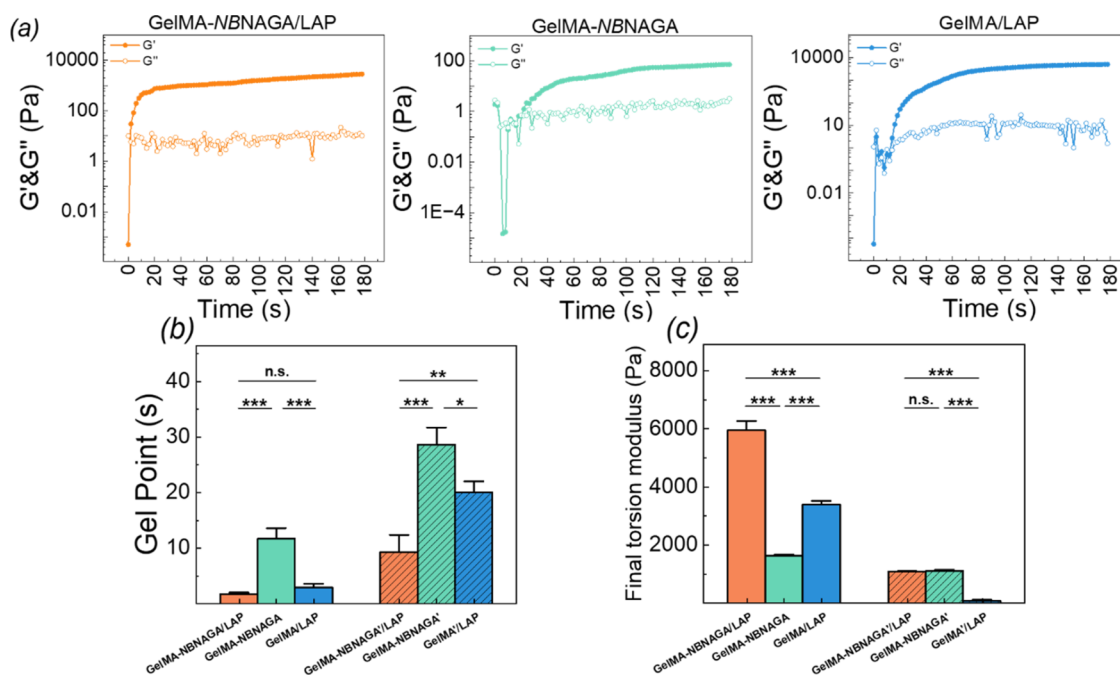 (a)
GelMA-NBNAGA/LAP
G'
G''
10000
100
1
0.01
G'&G'' (Pa)
0
20
40
60
80
100
120
140
160
180
Time (s)
GelMA-NBNAGA
G'
G''
100
1
0.01
1E−4
G'&G'' (Pa)
0
20
40
60
80
100
120
140
160
180
Time (s)
GelMA/LAP
G'
G''
10000
10
0.01
G'&G'' (Pa)
0
20
40
60
80
100
120
140
160
180
Time (s)
(b)
Gel Point (s)
40
30
20
10
n.s.
*** ***
**
*** *
GelMA-NBNAGA/LAP
GelMA-NBNAGA
GelMA/LAP
GelMA-NBNAGA'/LAP
GelMA-NBNAGA'
GelMA'/LAP
(c)
Final torsion modulus (Pa)
8000
6000
4000
2000
***
*** ***
***
n.s. ***
GelMA-NBNAGA/LAP
GelMA-NBNAGA
GelMA/LAP
GelMA-NBNAGA'/LAP
GelMA-NBNAGA'
GelMA'/LAP